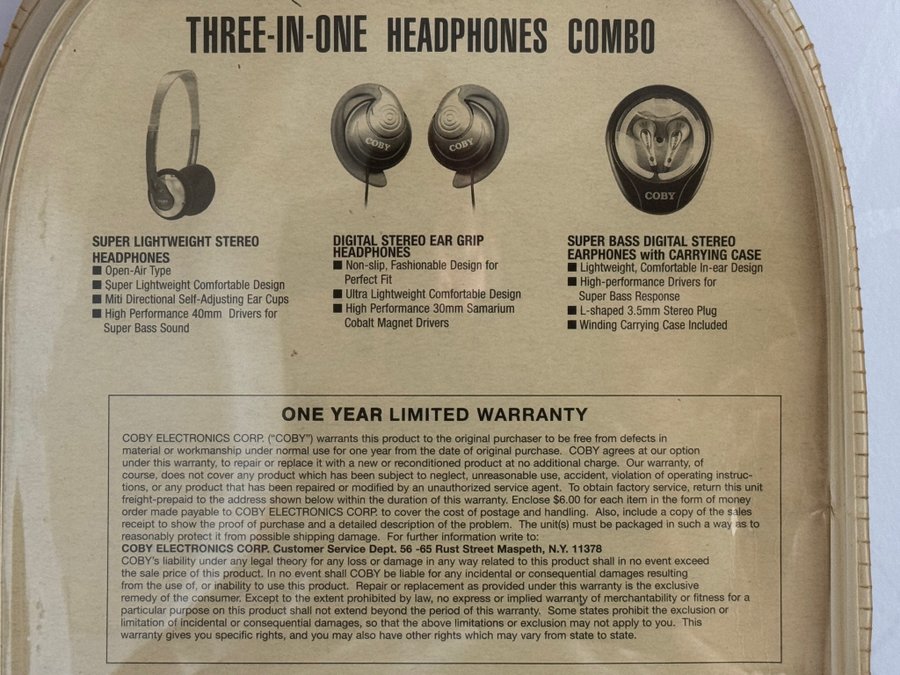 THREE-IN-ONE HEADPHONES COMBO
COBY
COBY
COBY
SUPER LIGHTWEIGHT STEREO
HEADPHONES
■ Open-Air Type
■ Super Lightweight Comfortable Design
■ Miti Directional Self-Adjusting Ear Cups
■ High Performance 40mm Drivers for
Super Bass Sound
DIGITAL STEREO EAR GRIP
HEADPHONES
■ Non-slip, Fashionable Design for
Perfect Fit
■ Ultra Lightweight Comfortable Design
■ High Performance 30mm Samarium
Cobalt Magnet Drivers
SUPER BASS DIGITAL STEREO
EARPHONES with CARRYING CASE
■ Lightweight, Comfortable In-ear Design
■ High-performance Drivers for
Super Bass Response
■ L-shaped 3.5mm Stereo Plug
■ Winding Carrying Case Included
ONE YEAR LIMITED WARRANTY
COBY ELECTRONICS CORP. ("COBY") warrants this product to the original purchaser to be free from defects in
material or workmanship under normal use for one year from the date of original purchase. COBY agrees at our option
under this warranty, to repair or replace it with a new or reconditioned product at no additional charge. Our warranty, of
course, does not cover any product which has been subject to neglect, unreasonable use, accident, violation of operating instruc-
tions, or any product that has been repaired or modified by an unauthorized service agent. To obtain factory service, return this unit
freight-prepaid to the address shown below within the duration of this warranty. Enclose $6.00 for each item in the form of money
order made payable to COBY ELECTRONICS CORP. to cover the cost of postage and handling. Also, include a copy of the sales
receipt to show the proof of purchase and a detailed description of the problem. The unit(s) must be packaged in such a way as to
reasonably protect it from possible shipping damage. For further information write to:
COBY ELECTRONICS CORP. Customer Service Dept. 56 -65 Rust Street Maspeth, N.Y. 11378
COBY'S liability under any legal theory for any loss or damage in any way related to this product shall in no event exceed
the sale price of this product. In no event shall COBY be liable for any incidental or consequential damages resulting
from the use of, or inability to use this product. Repair or replacement as provided under this warranty is the exclusive
remedy of the consumer. Except to the extent prohibited by law, no express or implied warranty of merchantability or fitness for a
particular purpose on this product shall not extend beyond the period of this warranty. Some states prohibit the exclusion or
limitation of incidental or consequential damages, so that the above limitations or exclusion may not apply to you. This
warranty gives you specific rights, and you may also have other rights which may vary from state to state.